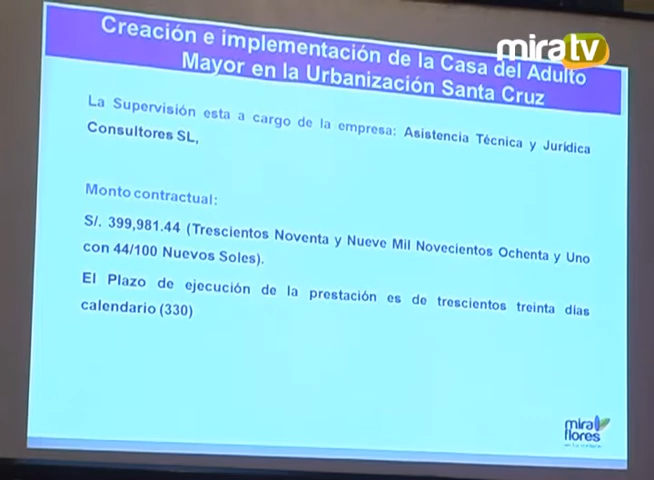 Creación e implementación de la Casa del Adulto
Mayor en la Urbanización Santa Cruz
miratv
La Supervisión esta a cargo de la empresa: Asistencia Técnica y Jurídica
Consultores SL,
Monto contractual:
S/. 399,981.44 (Trescientos Noventa y Nueve Mil Novecientos Ochenta y Uno
con 44/100 Nuevos Soles).
El Plazo de ejecución de la prestación es de trescientos treinta días
calendario (330)
mira
flores